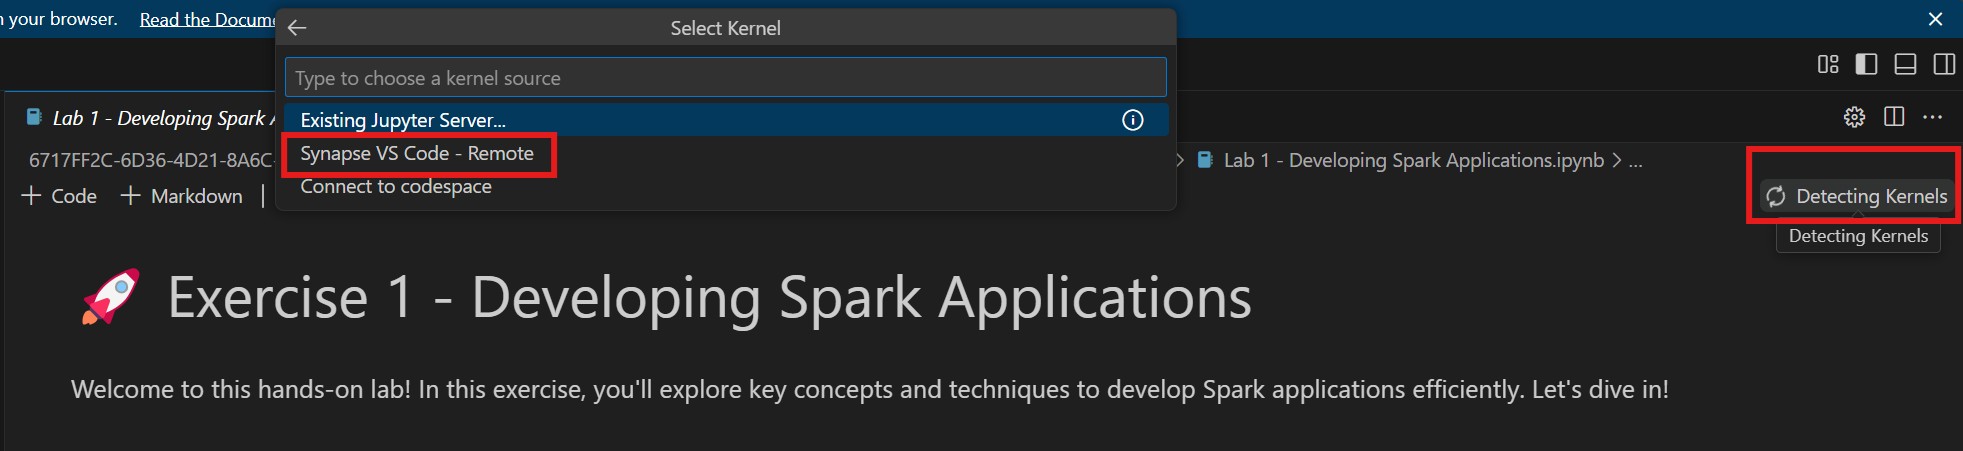 your browser. Read the Docume
Select Kernel
Type to choose a kernel source
Existing Jupyter Server...
Synapse VS Code - Remote
Connect to codespace
Lab 1 - Developing Spark A
6717FF2C-6D36-4D21-8A6C-
> Lab 1 - Developing Spark Applications.ipynb > ...
+ Code + Markdown |
Detecting Kernels
Detecting Kernels
Exercise 1 - Developing Spark Applications
Welcome to this hands-on lab! In this exercise, you'll explore key concepts and techniques to develop Spark applications efficiently. Let's dive in!